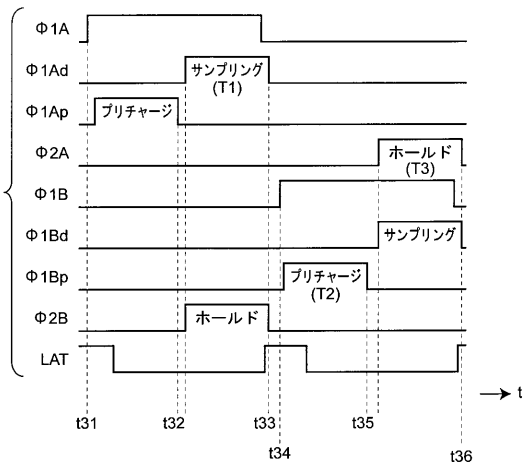 Φ1A
Φ1Ad サンプリング
(T1)
Φ1Ap プリチャージ
Φ2A ホールド
(T3)
Φ1B
Φ1Bd サンプリング
Φ1Bp プリチャージ
(T2)
Φ2B ホールド
LAT
t
t31 t32 t33 t35 t36
t34